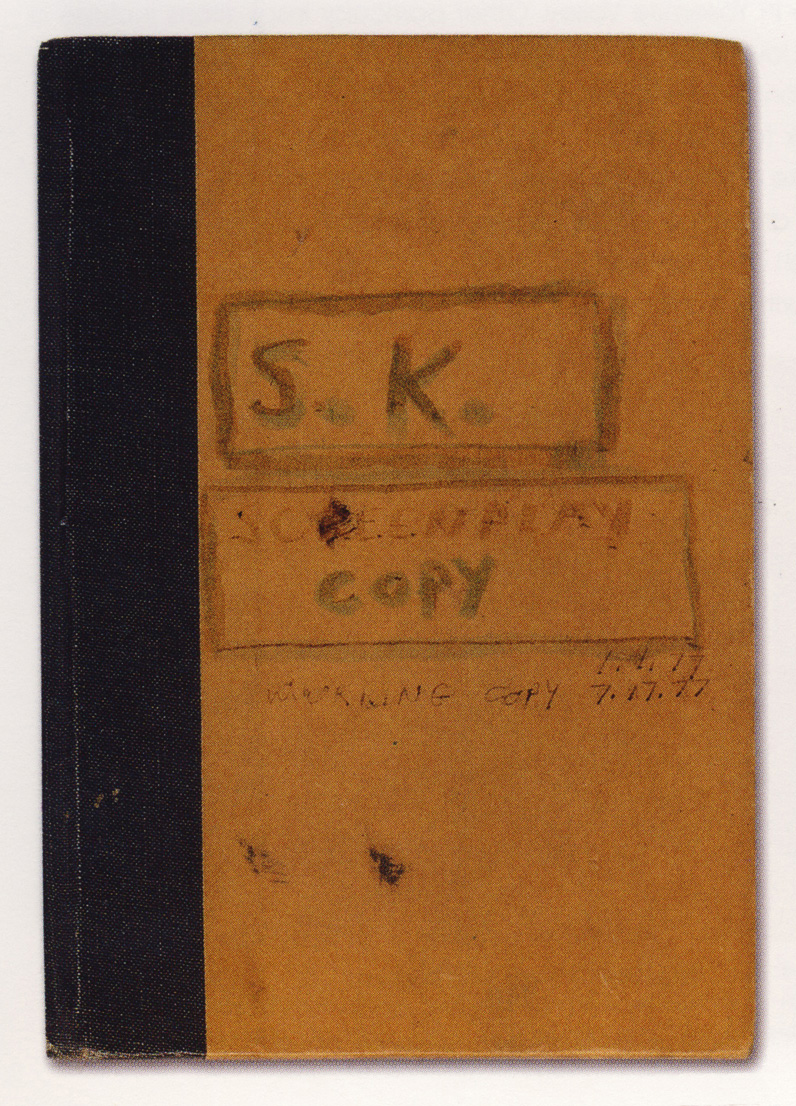 S. K.
SCREENPLAY
COPY
WORKING COPY 7.17.77